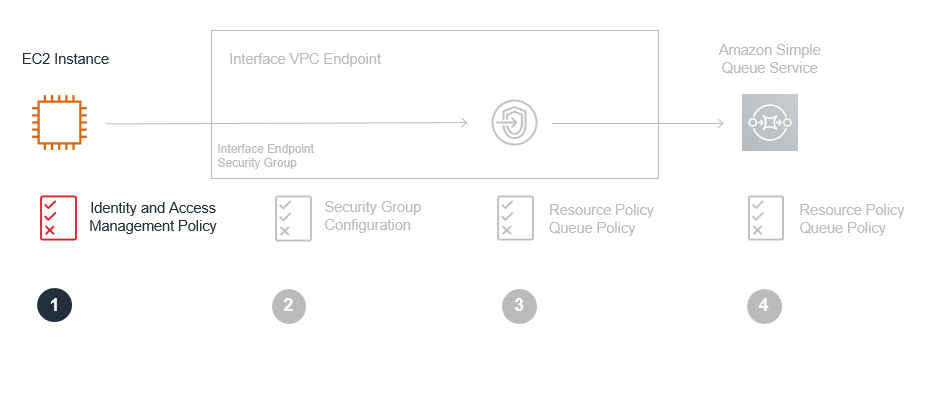 EC2 Instance
Interface VPC Endpoint
Amazon Simple
Queue Service
Interface Endpoint
Security Group
Identity and Access
Management Policy
Security Group
Configuration
Resource Policy
Queue Policy
Resource Policy
Queue Policy
1
2
3
4